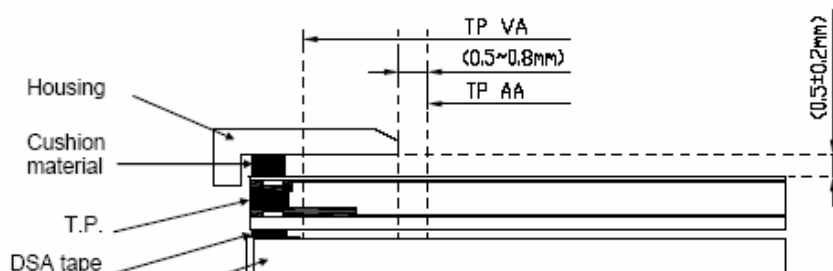 TP VA
(0.5~0.8mm)
TP AA
(0.5±0.2mm)
Housing
Cushion
material
T.P.
DSA tape